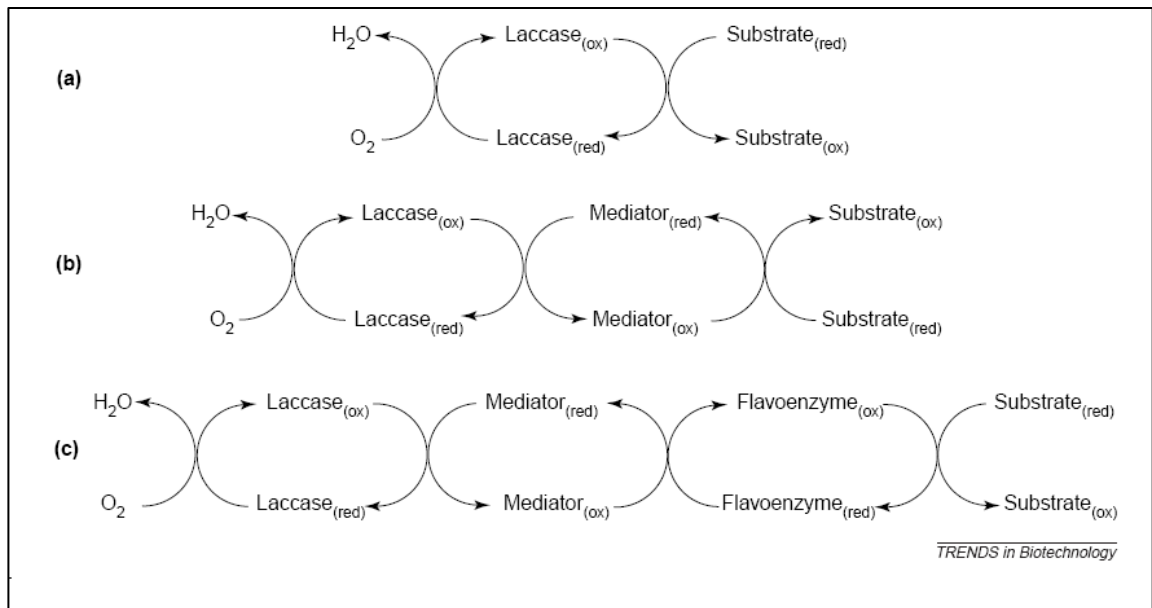 H₂O Laccase(ox) Substrate(red)
(a)
O₂ Laccase(red) Substrate(ox)
H₂O Laccase(ox) Mediator(red) Substrate(ox)
(b)
O₂ Laccase(red) Mediator(ox) Substrate(red)
H₂O Laccase(ox) Mediator(red) Flavoenzyme(ox) Substrate(red)
(c)
O₂ Laccase(red) Mediator(ox) Flavoenzyme(red) Substrate(ox)
TRENDS in Biotechnology